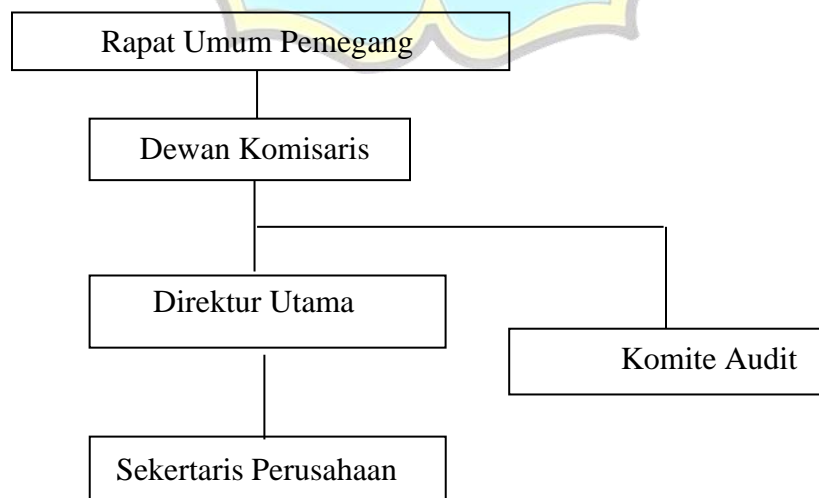 Rapat Umum Pemegang
Dewan Komisaris
Direktur Utama
Komite Audit
Sekertaris Perusahaan